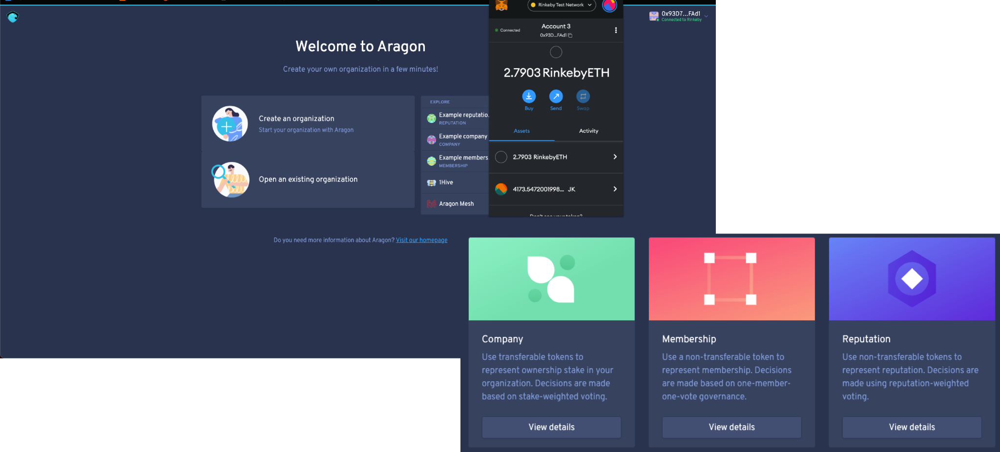 Welcome to Aragon
Create your own organization in a few minutes!
Create an organization
Start your organization with Aragon
Open an existing organization
EXPLORE
Example reputatio...
REPUTATION
Example company
COMPANY
Example members...
MEMBERSHIP
1Hive
Aragon Mesh
Do you need more information about Aragon? Visit our homepage
Rinkeby Test Network
Connected
Account 3
0x93D...FAd1
2.7903 RinkebyETH
Buy
Send
Swap
Assets
Activity
2.7903 RinkebyETH
4173.5472001998... JK
Don't see your token?
0x93D7...FAd1
Connected to Rinkeby
Company
Use transferable tokens to
represent ownership stake in your
organization. Decisions are made
based on stake-weighted voting.
View details
Membership
Use a non-transferable token to
represent membership. Decisions
are made based on one-member-
one-vote governance.
View details
Reputation
Use non-transferable tokens to
represent reputation. Decisions are
made using reputation-weighted
voting.
View details